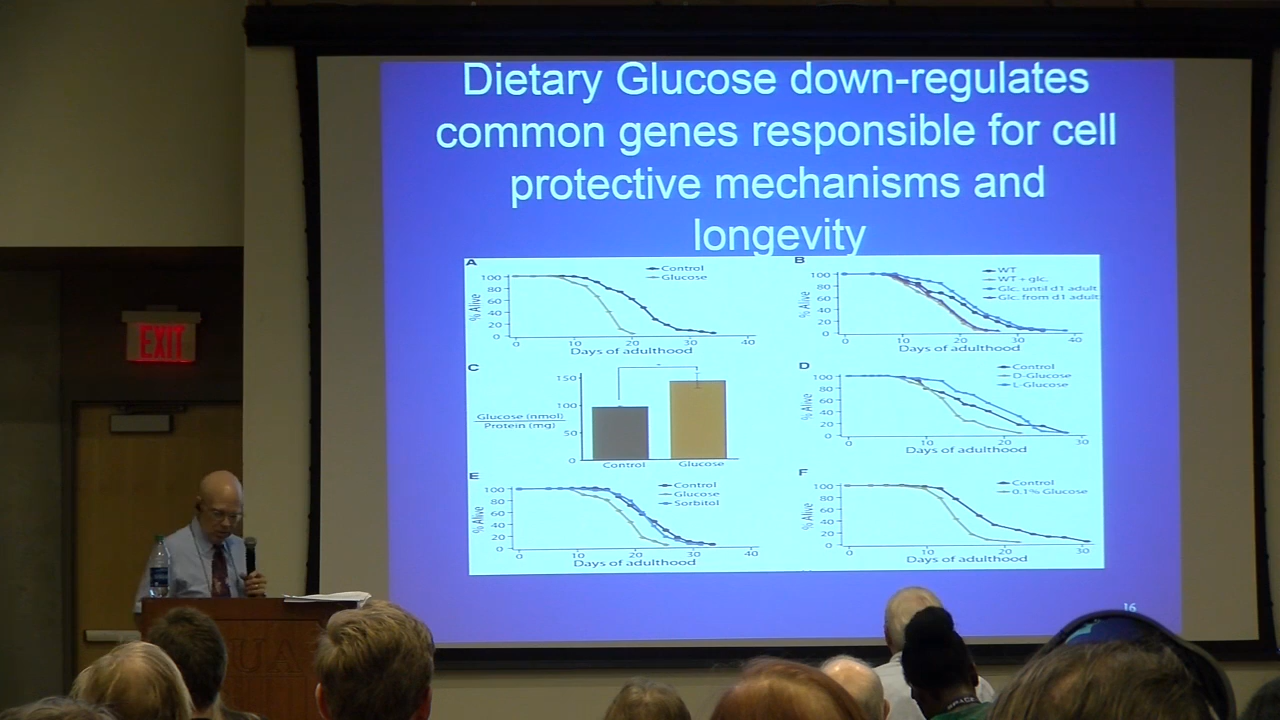 Dietary Glucose down-regulates
common genes responsible for cell
protective mechanisms and
longevity
A
Control
Glucose
100
80
60
40
20
0
% Alive
0 10 20 30 40
Days of adulthood
B
WT
WT + glc.
Glc. until d1 adult
Glc. from d1 adult
100
80
60
40
20
0
% Alive
0 10 20 30 40
Days of adulthood
C
150
100
50
0
Glucose (nmol)
Protein (mg)
Control Glucose
D
Control
D-Glucose
L-Glucose
100
80
60
40
20
0
% Alive
0 10 20 30
Days of adulthood
E
Control
Glucose
Sorbitol
100
80
60
40
20
0
% Alive
0 10 20 30 40
Days of adulthood
F
Control
0.1% Glucose
100
80
60
40
20
0
% Alive
0 10 20 30
Days of adulthood
16
EXIT
UA
SPACE